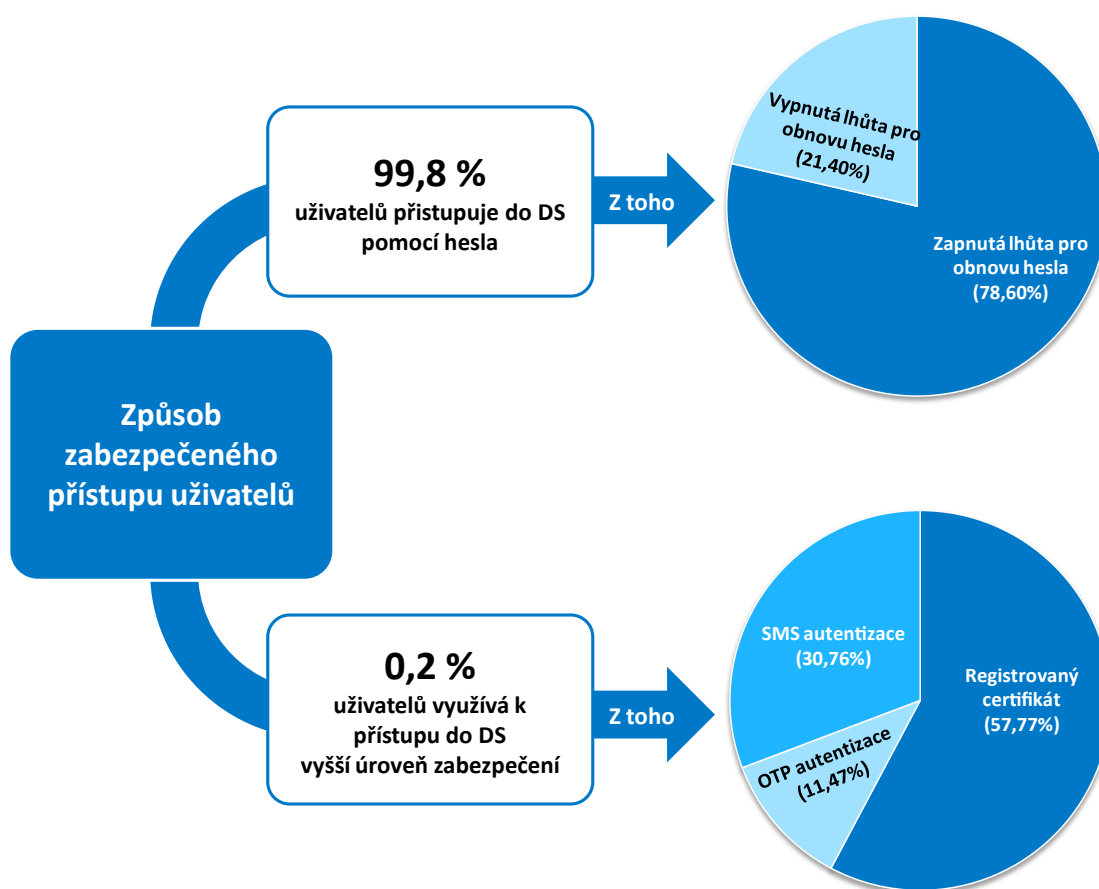 Způsob
zabezpečeného
přístupu uživatelů
99,8 %
uživatelů přistupuje do DS
pomocí hesla
Z toho
Vypnutá lhůta pro
obnovu hesla
(21,40%)
Zapnutá lhůta pro
obnovu hesla
(78,60%)
0,2 %
uživatelů využívá k
přístupu do DS
vyšší úroveň zabezpečení
Z toho
SMS autentizace
(30,76%)
OTP autentizace
(11,47%)
Registrovaný
certifikát
(57,77%)